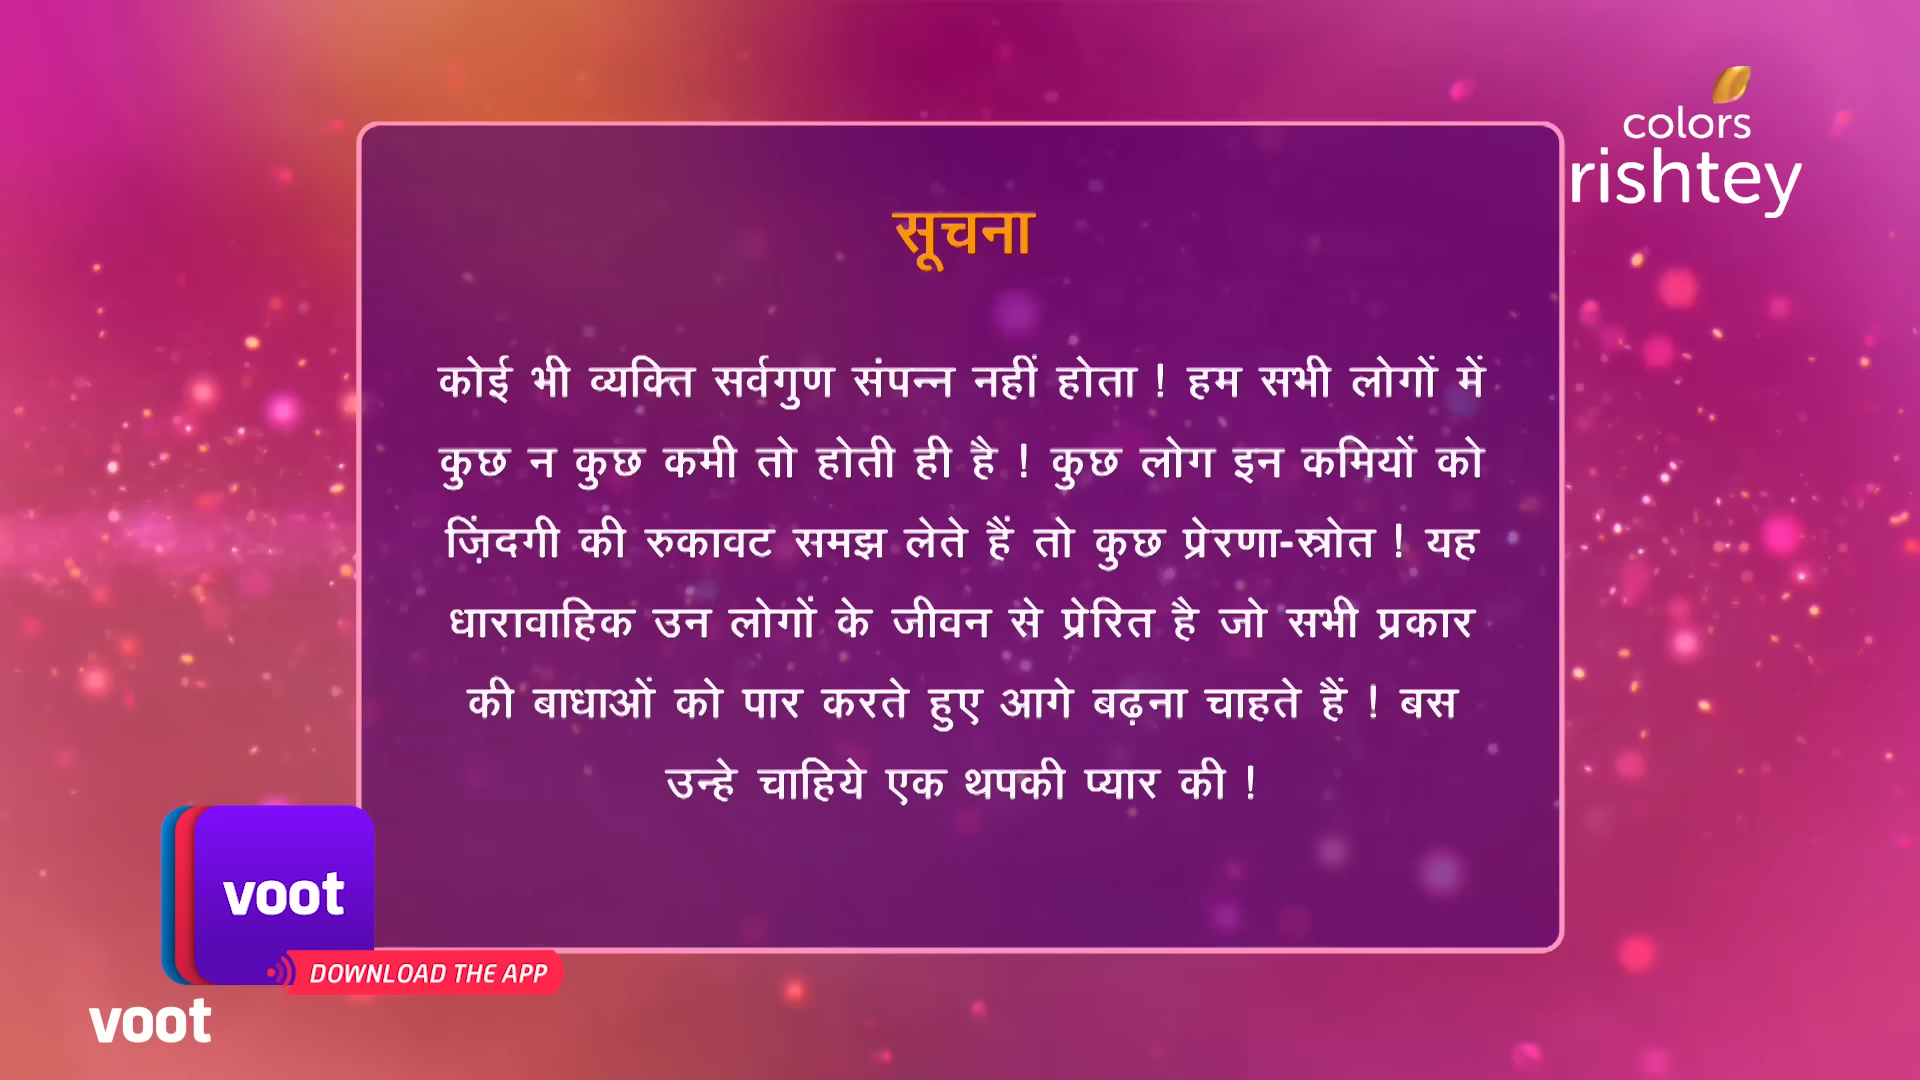 colors
rishtey
सूचना
कोई भी व्यक्ति सर्वगुण संपन्न नहीं होता ! हम सभी लोगों में
कुछ न कुछ कमी तो होती ही है ! कुछ लोग इन कमियों को
ज़िंदगी की रुकावट समझ लेते हैं तो कुछ प्रेरणा-स्रोत ! यह
धारावाहिक उन लोगों के जीवन से प्रेरित है जो सभी प्रकार
की बाधाओं को पार करते हुए आगे बढ़ना चाहते हैं ! बस
उन्हे चाहिये एक थपकी प्यार की !
voot
DOWNLOAD THE APP
voot